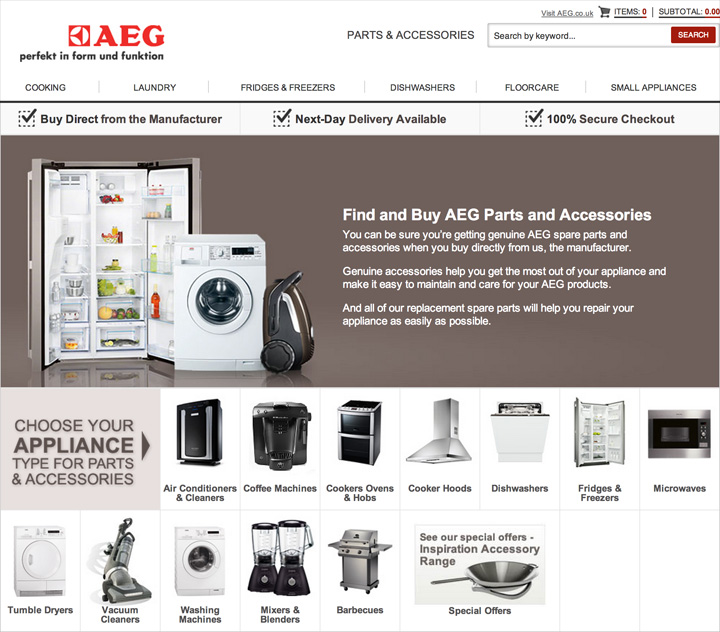 Visit AEG.co.uk ITEMS: 0 SUBTOTAL: 0.00
AEG
perfekt in form und funktion
PARTS & ACCESSORIES
Search by keyword...
SEARCH
COOKING LAUNDRY FRIDGES & FREEZERS DISHWASHERS FLOORCARE SMALL APPLIANCES
Buy Direct from the Manufacturer
Next-Day Delivery Available
100% Secure Checkout
Find and Buy AEG Parts and Accessories
You can be sure you're getting genuine AEG spare parts and
accessories when you buy directly from us, the manufacturer.
Genuine accessories help you get the most out of your appliance and
make it easy to maintain and care for your AEG products.
And all of our replacement spare parts will help you repair your
appliance as easily as possible.
CHOOSE YOUR
APPLIANCE
TYPE FOR PARTS
& ACCESSORIES
Air Conditioners
& Cleaners
Coffee Machines
Cookers Ovens
& Hobs
Cooker Hoods
Dishwashers
Fridges &
Freezers
Microwaves
Tumble Dryers
Vacuum
Cleaners
Washing
Machines
Mixers &
Blenders
Barbecues
See our special offers -
Inspiration Accessory
Range
Special Offers